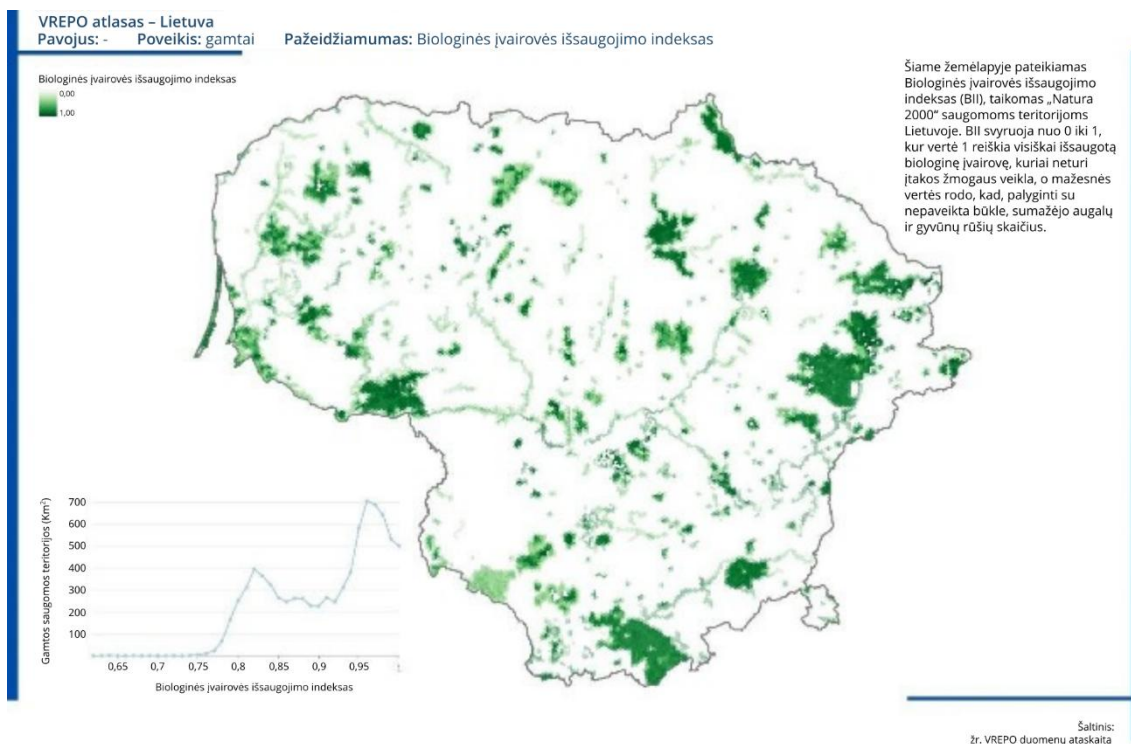 VREPO atlasas – Lietuva
Pavojus: - Poveikis: gamtai Pažeidžiamumas: Biologinės įvairovės išsaugojimo indeksas
Biologinės įvairovės išsaugojimo indeksas
0,00
1,00
Šiame žemėlapyje pateikiamas
Biologinės įvairovės išsaugojimo
indeksas (BII), taikomas „Natura
2000“ saugomoms teritorijoms
Lietuvoje. BII svyruoja nuo 0 iki 1,
kur vertė 1 reiškia visiškai išsaugotą
biologinę įvairovę, kuriai neturi
įtakos žmogaus veikla, o mažesnės
vertės rodo, kad, palyginti su
nepaveikta būkle, sumažėjo augalų
ir gyvūnų rūšių skaičius.
Gamtos saugomos teritorijos (Km²)
700
600
500
400
300
200
100
0,65 0,7 0,75 0,8 0,85 0,9 0,95 1
Biologinės įvairovės išsaugojimo indeksas
Šaltinis:
žr. VREPO duomenų ataskaita